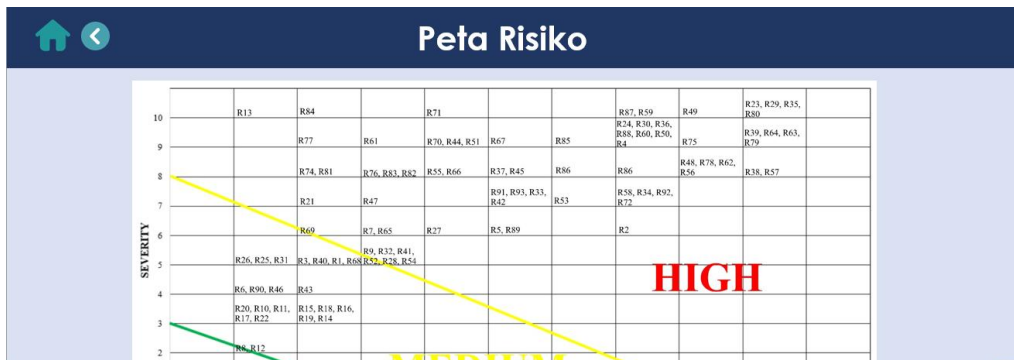 Peta Risiko
10
R13
R84
R71
R87, R59
R49
R23, R29, R35,
R80
9
R77
R61
R70, R44, R51
R67
R85
R24, R30, R36,
R88, R60, R50,
R4
R75
R39, R64, R63,
R79
8
R74, R81
R76, R83, R82
R55, R66
R37, R45
R86
R86
R48, R78, R62,
R56
R38, R57
7
R21
R47
R91, R93, R33,
R42
R53
R58, R34, R92,
R72
SEVERITY
6
R69
R7, R65
R27
R5, R89
R2
5
R26, R25, R31
R3, R40, R1, R68
R9, R32, R41,
R52, R28, R54
HIGH
4
R6, R90, R46
R43
3
R20, R10, R11,
R17, R22
R15, R18, R16,
R19, R14
2
R8, R12
MEDIUM